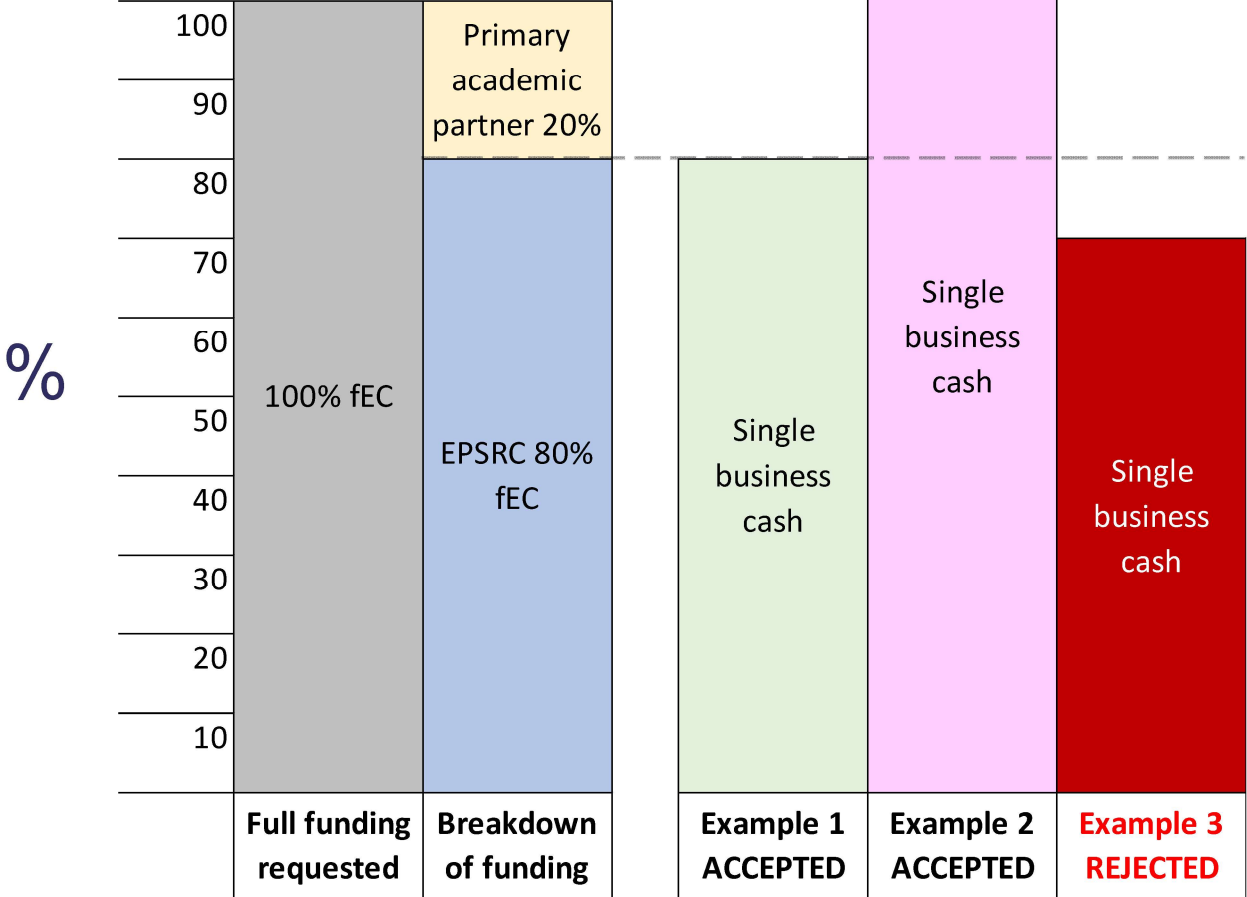 %
100
90
80
70
60
50
40
30
20
10
100% fEC
Primary
academic
partner 20%
EPSRC 80%
fEC
Single
business
cash
Single
business
cash
Single
business
cash
Full funding
requested
Breakdown
of funding
Example 1
ACCEPTED
Example 2
ACCEPTED
Example 3
REJECTED